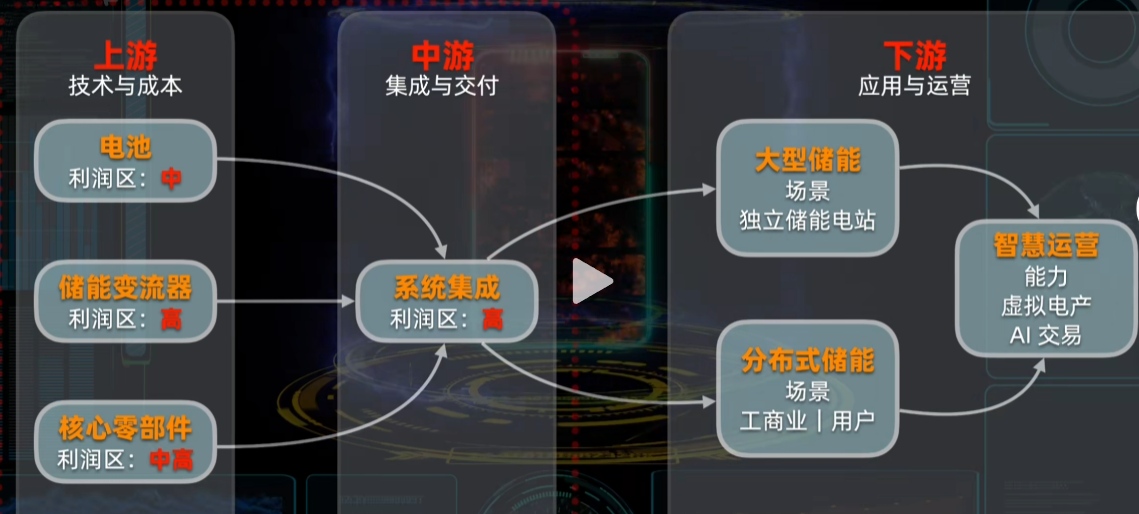 上游
技术与成本
电池
利润区：中
储能变流器
利润区：高
核心零部件
利润区：中高
中游
集成与交付
系统集成
利润区：高
下游
应用与运营
大型储能
场景
独立储能电站
分布式储能
场景
工商业｜用户
智慧运营
能力
虚拟电产
AI 交易